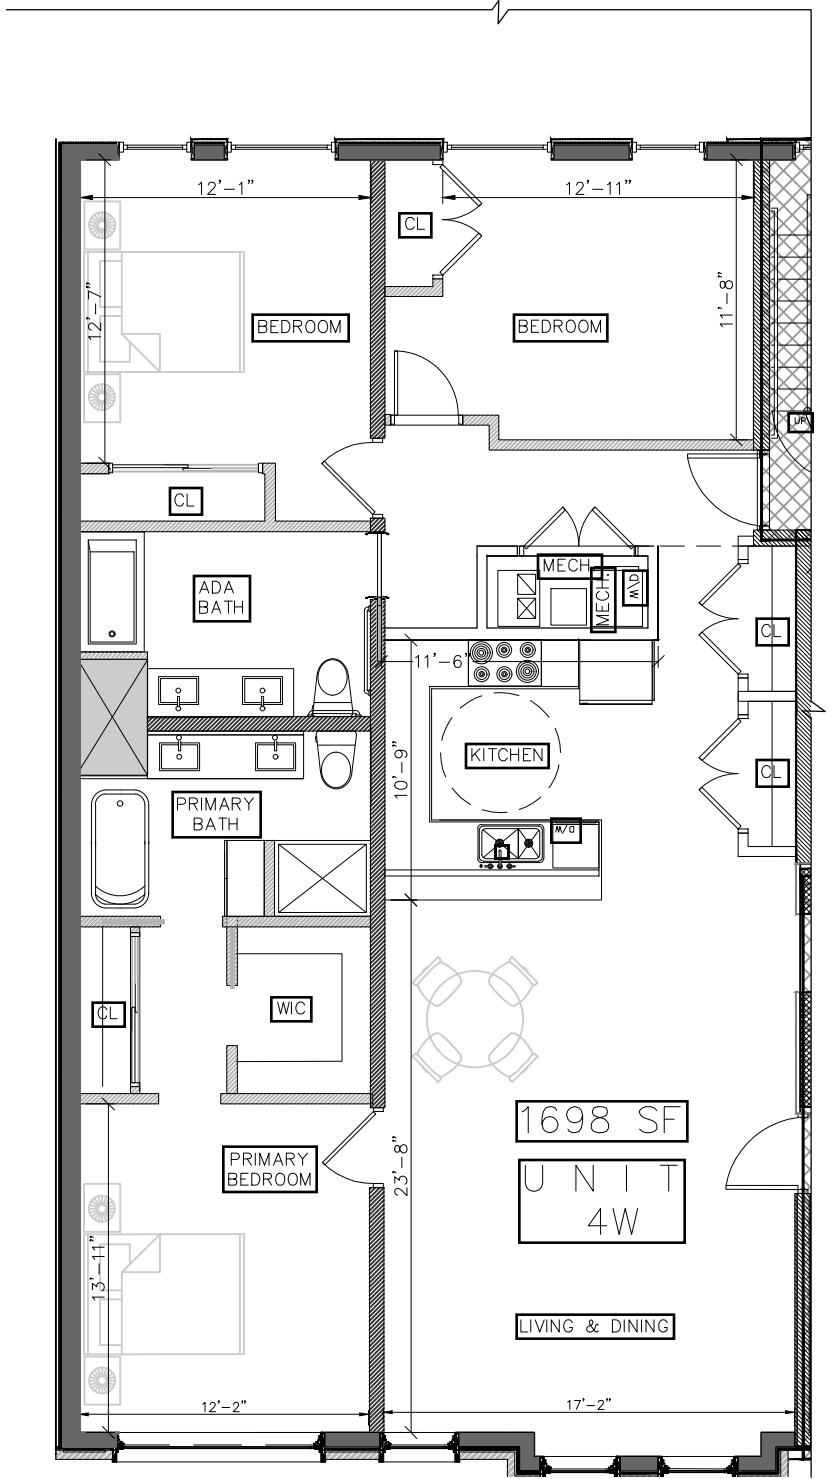 12'-1"
12'-11"
CL
12'-7"
11'-8"
BEDROOM
BEDROOM
UP
CL
MECH.
MECH.
W/D
ADA
BATH
CL
11'-6"
KITCHEN
10'-9"
CL
PRIMARY
BATH
D/W
CL
WIC
1698 SF
UNIT
4W
PRIMARY
BEDROOM
23'-8"
13'-11"
LIVING & DINING
12'-2"
17'-2"